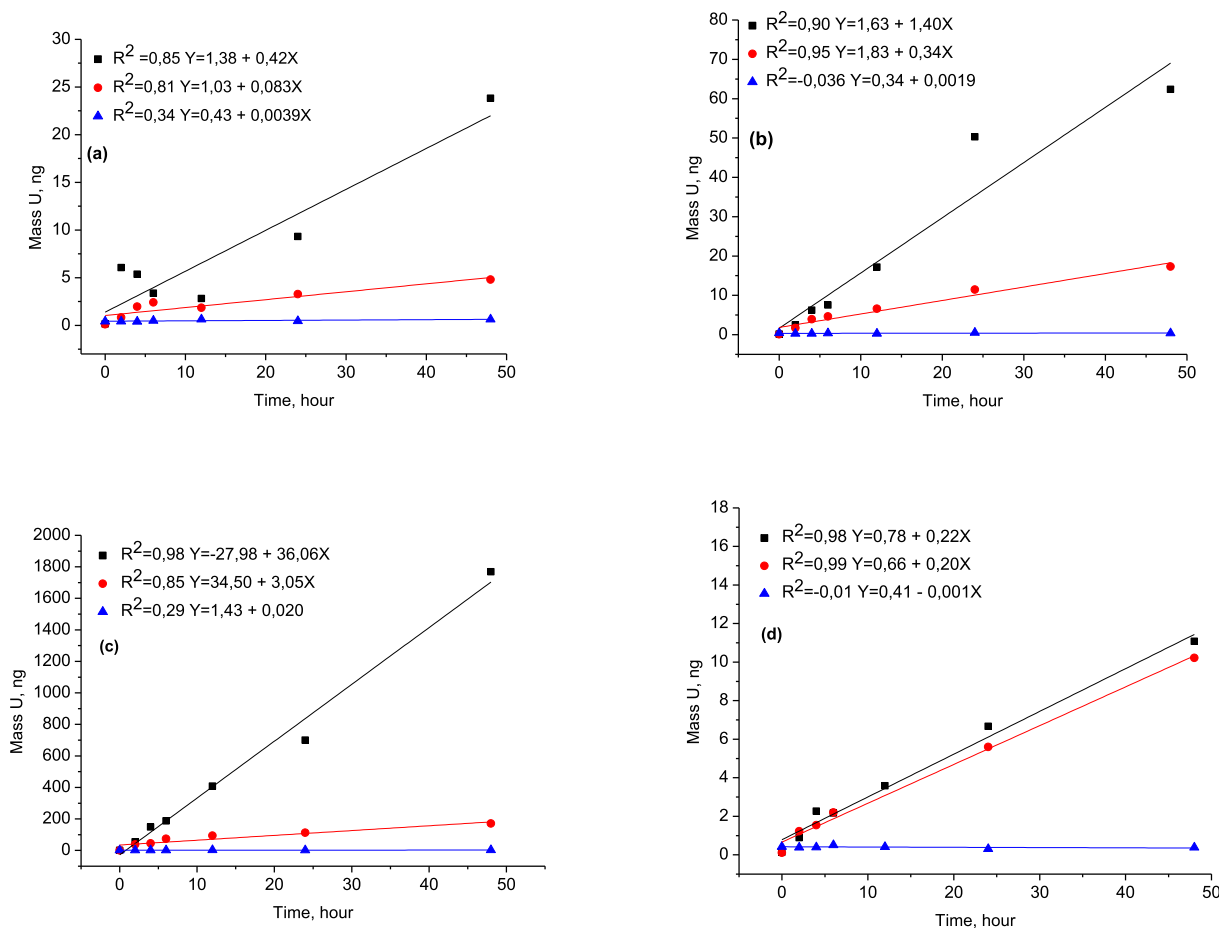 R2 =0,85 Y=1,38 + 0,42X
R2=0,81 Y=1,03 + 0,083X
R2=0,34 Y=0,43 + 0,0039X
(a)
30
25
20
15
10
5
0
Mass U, ng
0 10 20 30 40 50
Time, hour
R2=0,90 Y=1,63 + 1,40X
R2=0,95 Y=1,83 + 0,34X
R2=-0,036 Y=0,34 + 0,0019
(b)
80
70
60
50
40
30
20
10
0
Mass U, ng
0 10 20 30 40 50
Time, hour
R2=0,98 Y=-27,98 + 36,06X
R2=0,85 Y=34,50 + 3,05X
R2=0,29 Y=1,43 + 0,020
(c)
2000
1800
1600
1400
1200
1000
800
600
400
200
0
Mass U, ng
0 10 20 30 40 50
Time, hour
R2=0,98 Y=0,78 + 0,22X
R2=0,99 Y=0,66 + 0,20X
R2=-0,01 Y=0,41 - 0,001X
(d)
18
16
14
12
10
8
6
4
2
0
Mass U, ng
0 10 20 30 40 50
Time, hour